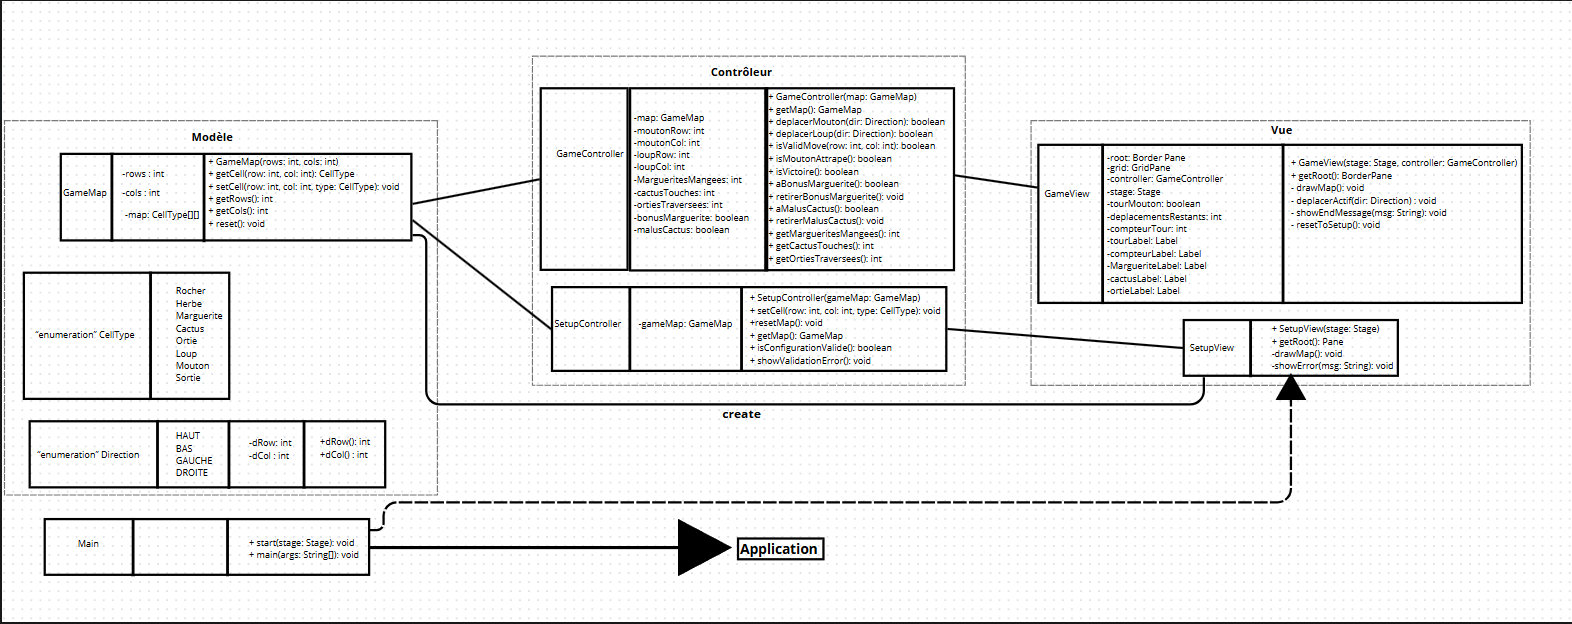 Modèle
GameMap
-rows : int
-cols : int
-map: CellType[][]
+ GameMap(rows: int, cols: int)
+ getCell(row: int, col: int): CellType
+ setCell(row: int, col: int, type: CellType): void
+ getRows(): int
+ getCols(): int
+ reset(): void
"enumeration" CellType
Rocher
Herbe
Marguerite
Cactus
Ortie
Loup
Mouton
Sortie
"enumeration" Direction
HAUT
BAS
GAUCHE
DROITE
-dRow: int
-dCol : int
+dRow(): int
+dCol() : int
Main
+ start(stage: Stage): void
+ main(args: String[]): void
Application
create
Contrôleur
GameController
-map: GameMap
-moutonRow: int
-moutonCol: int
-loupRow: int
-loupCol: int
-MargueritesMangees: int
-cactusTouches: int
-ortiesTraversees: int
-bonusMarguerite: boolean
-malusCactus: boolean
+ GameController(map: GameMap)
+ getMap(): GameMap
+ deplacerMouton(dir: Direction): boolean
+ deplacerLoup(dir: Direction): boolean
+ isValidMove(row: int, col: int): boolean
+ isMoutonAttrape(): boolean
+ isVictoire(): boolean
+ aBonusMarguerite(): boolean
+ retirerBonusMarguerite(): void
+ aMalusCactus(): boolean
+ retirerMalusCactus(): void
+ getMargueritesMangees(): int
+ getCactusTouches(): int
+ getOrtiesTraversees(): int
SetupController
-gameMap: GameMap
+ SetupController(gameMap: GameMap)
+ setCell(row: int, col: int, type: CellType): void
+resetMap(): void
+ getMap(): GameMap
+ isConfigurationValide(): boolean
+ showValidationError(): void
Vue
GameView
-root: Border Pane
-grid: GridPane
-controller: GameController
-stage: Stage
-tourMouton: boolean
-deplacementsRestants: int
-compteurTour: int
-tourLabel: Label
-compteurLabel: Label
-MargueriteLabel: Label
-cactusLabel: Label
-ortieLabel: Label
+ GameView(stage: Stage, controller: GameController)
+ getRoot(): BorderPane
- drawMap(): void
- deplacerActif(dir: Direction) : void
- showEndMessage(msg: String): void
- resetToSetup(): void
SetupView
+ SetupView(stage: Stage)
+ getRoot(): Pane
-drawMap(): void
-showError(msg: String): void